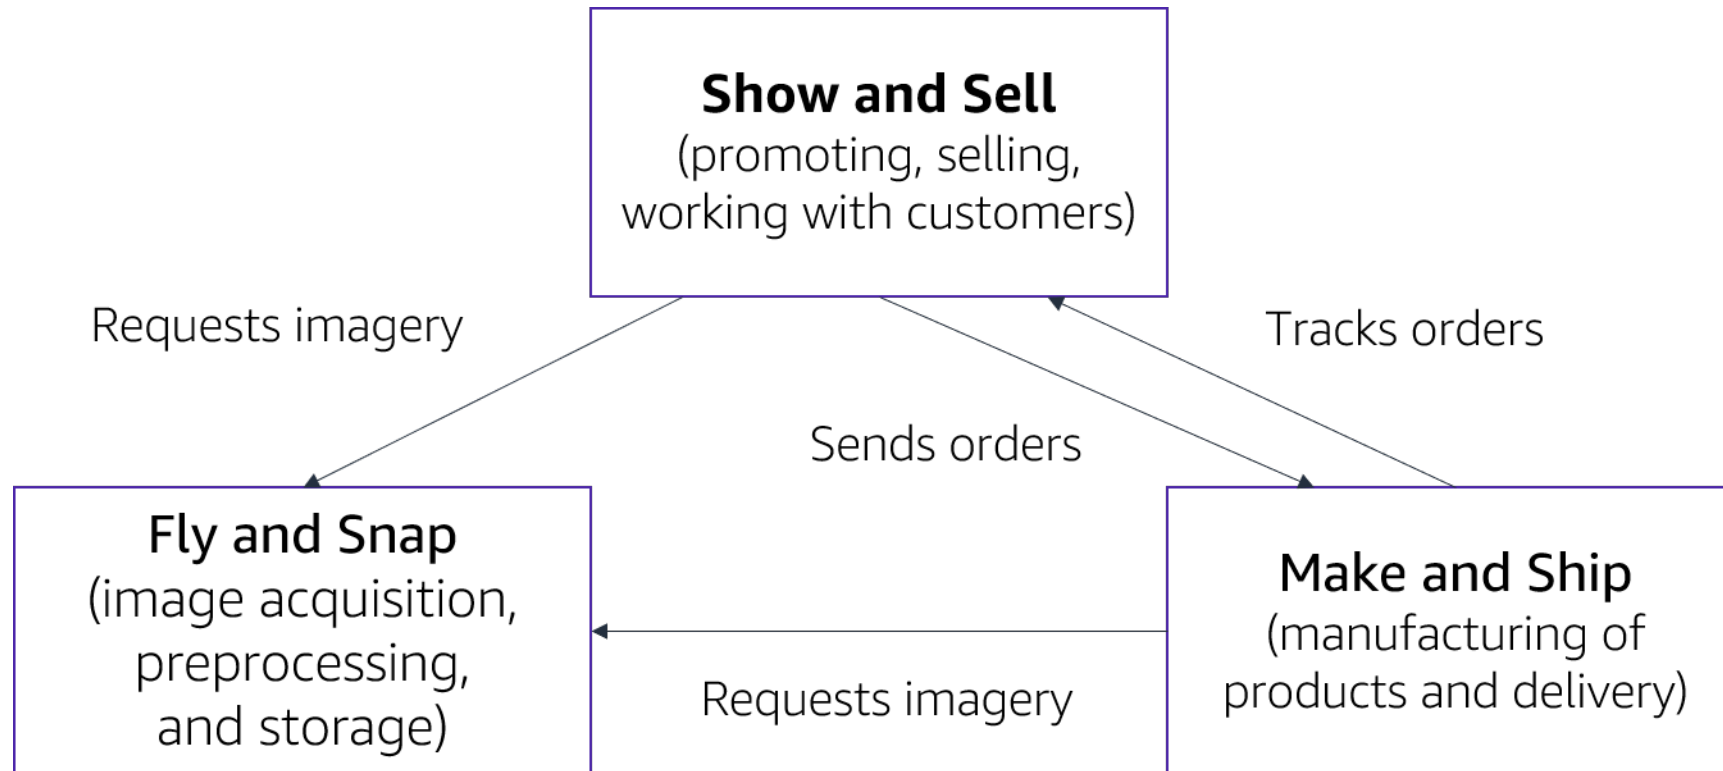 Show and Sell
(promoting, selling,
working with customers)
Requests imagery
Tracks orders
Sends orders
Fly and Snap
(image acquisition,
preprocessing,
and storage)
Make and Ship
(manufacturing of
products and delivery)
Requests imagery